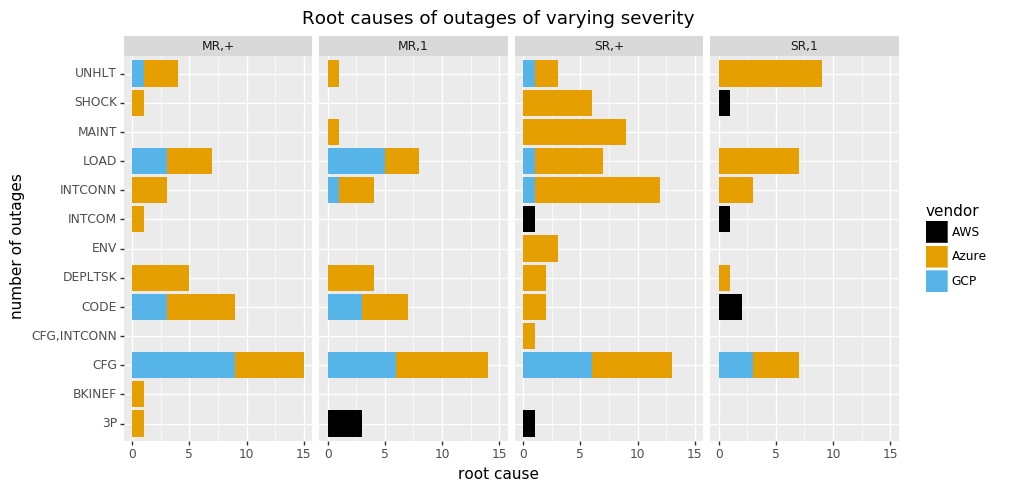 Root causes of outages of varying severity
MR,+ MR,1 SR,+ SR,1
UNHLT
SHOCK
MAINT
LOAD
INTCONN
INTCOM
ENV
DEPLTSK
CODE
CFG,INTCONN
CFG
BKINEF
3P
number of outages
0 5 10 15 0 5 10 15 0 5 10 15 0 5 10 15
root cause
vendor
AWS
Azure
GCP